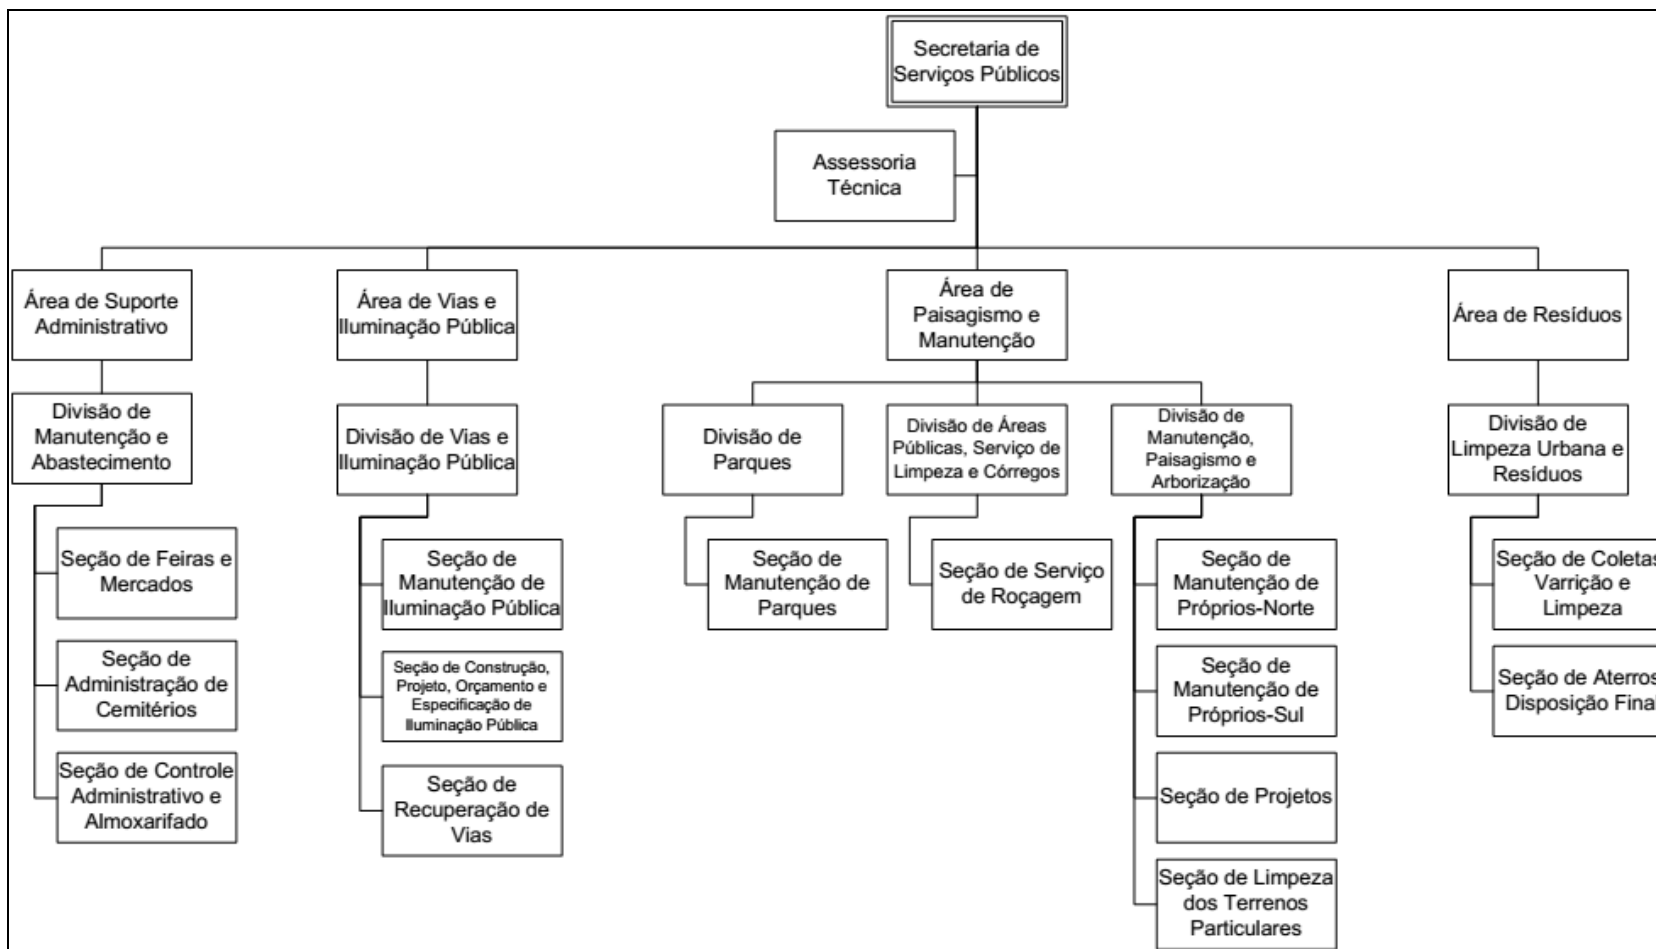 Secretaria de
Serviços Públicos
Assessoria
Técnica
Área de Suporte
Administrativo
Área de Vias e
Iluminação Pública
Área de
Paisagismo e
Manutenção
Área de Resíduos
Divisão de
Manutenção e
Abastecimento
Divisão de Vias e
Iluminação Pública
Divisão de
Parques
Divisão de Áreas
Públicas, Serviço de
Limpeza e Córregos
Divisão de
Manutenção,
Paisagismo e
Arborização
Divisão de
Limpeza Urbana e
Resíduos
Seção de Feiras e
Mercados
Seção de
Administração de
Cemitérios
Seção de Controle
Administrativo e
Almoxarifado
Seção de
Manutenção de
Iluminação Pública
Seção de Construção,
Projeto, Orçamento e
Especificação de
Iluminação Pública
Seção de
Recuperação de
Vias
Seção de
Manutenção de
Parques
Seção de Serviço
de Roçagem
Seção de
Manutenção de
Próprios-Norte
Seção de
Manutenção de
Próprios-Sul
Seção de Projetos
Seção de Limpeza
dos Terrenos
Particulares
Seção de Coletas
Varrição e
Limpeza
Seção de Aterros
Disposição Final